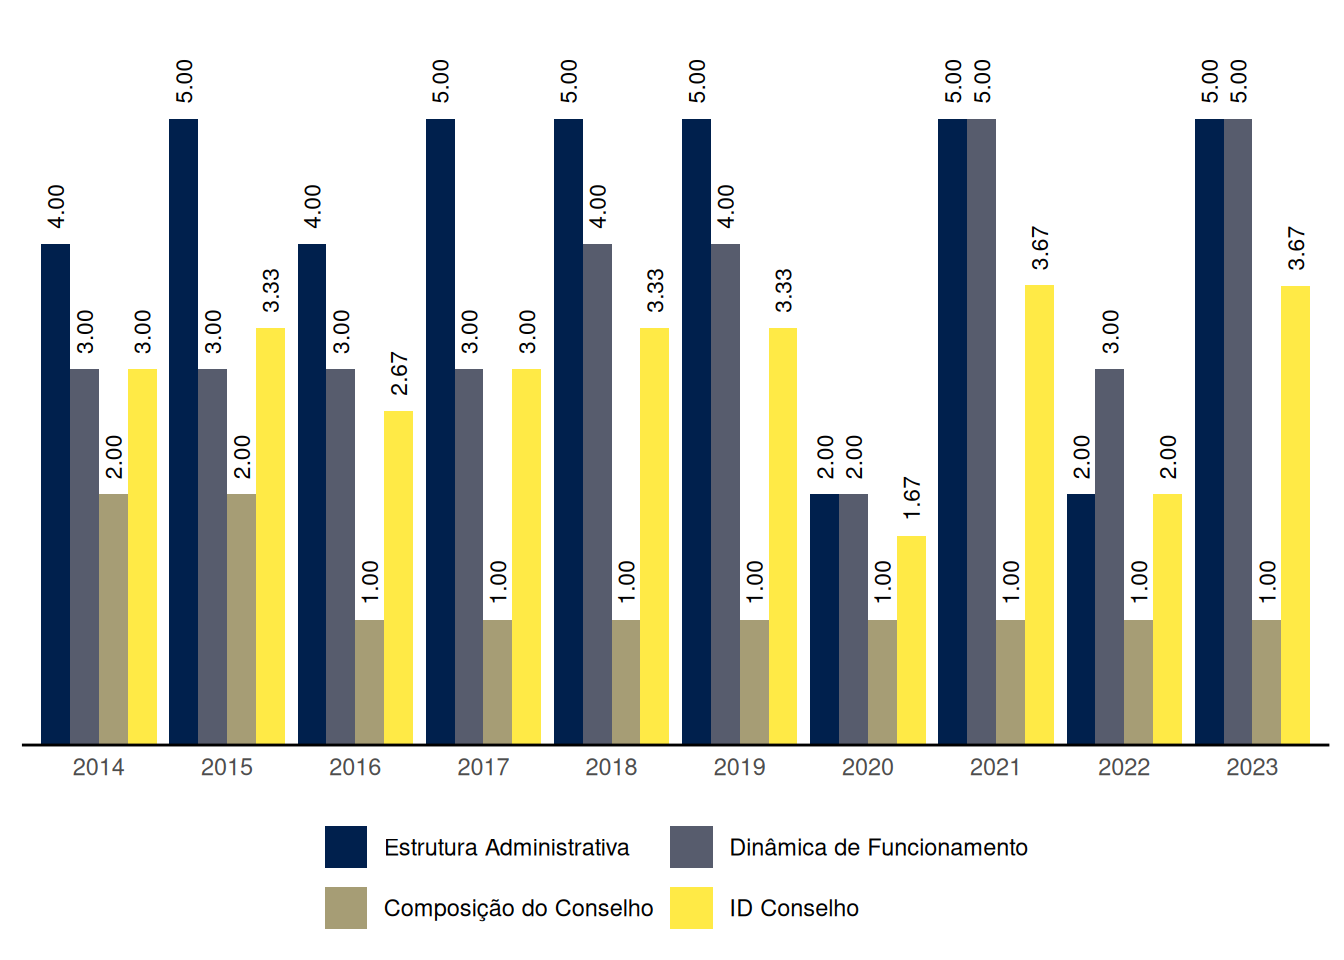 4.00 3.00 2.00 3.00
5.00 3.00 2.00 3.33
4.00 3.00 1.00 2.67
5.00 3.00 1.00 3.00
5.00 4.00 1.00 3.33
5.00 4.00 1.00 3.33
2.00 2.00 1.00 1.67
5.00 5.00 1.00 3.67
2.00 3.00 1.00 2.00
5.00 5.00 1.00 3.67
2014 2015 2016 2017 2018 2019 2020 2021 2022 2023
Estrutura Administrativa Dinâmica de Funcionamento
Composição do Conselho ID Conselho